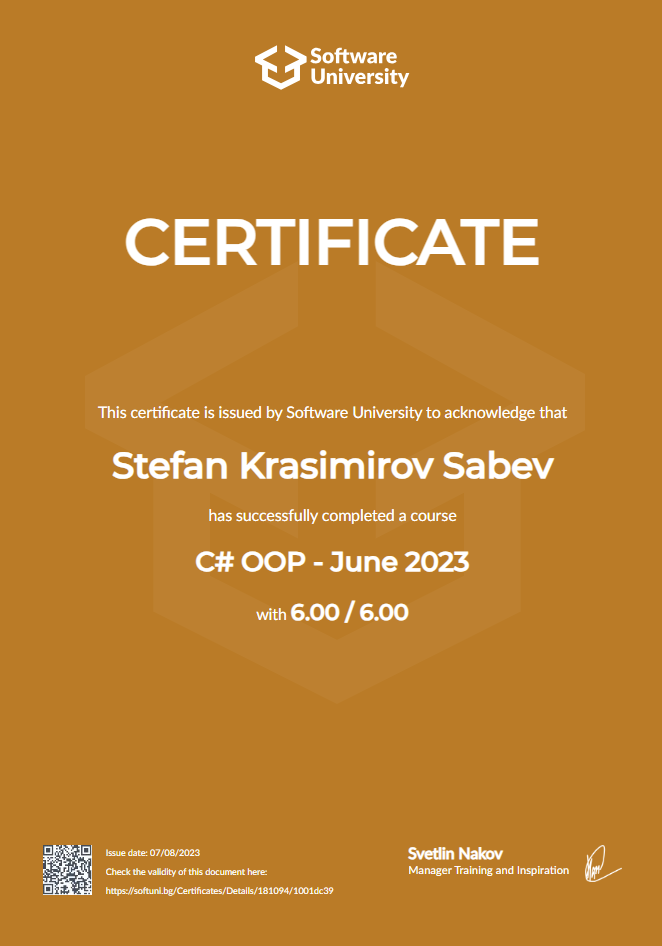 Software
University
CERTIFICATE
This certificate is issued by Software University to acknowledge that
Stefan Krasimirov Sabev
has successfully completed a course
C# OOP - June 2023
with 6.00 / 6.00
Issue date: 07/08/2023
Check the validity of this document here:
https://softuni.bg/Certificates/Details/181094/1001dc39
Svetlin Nakov
Manager Training and Inspiration